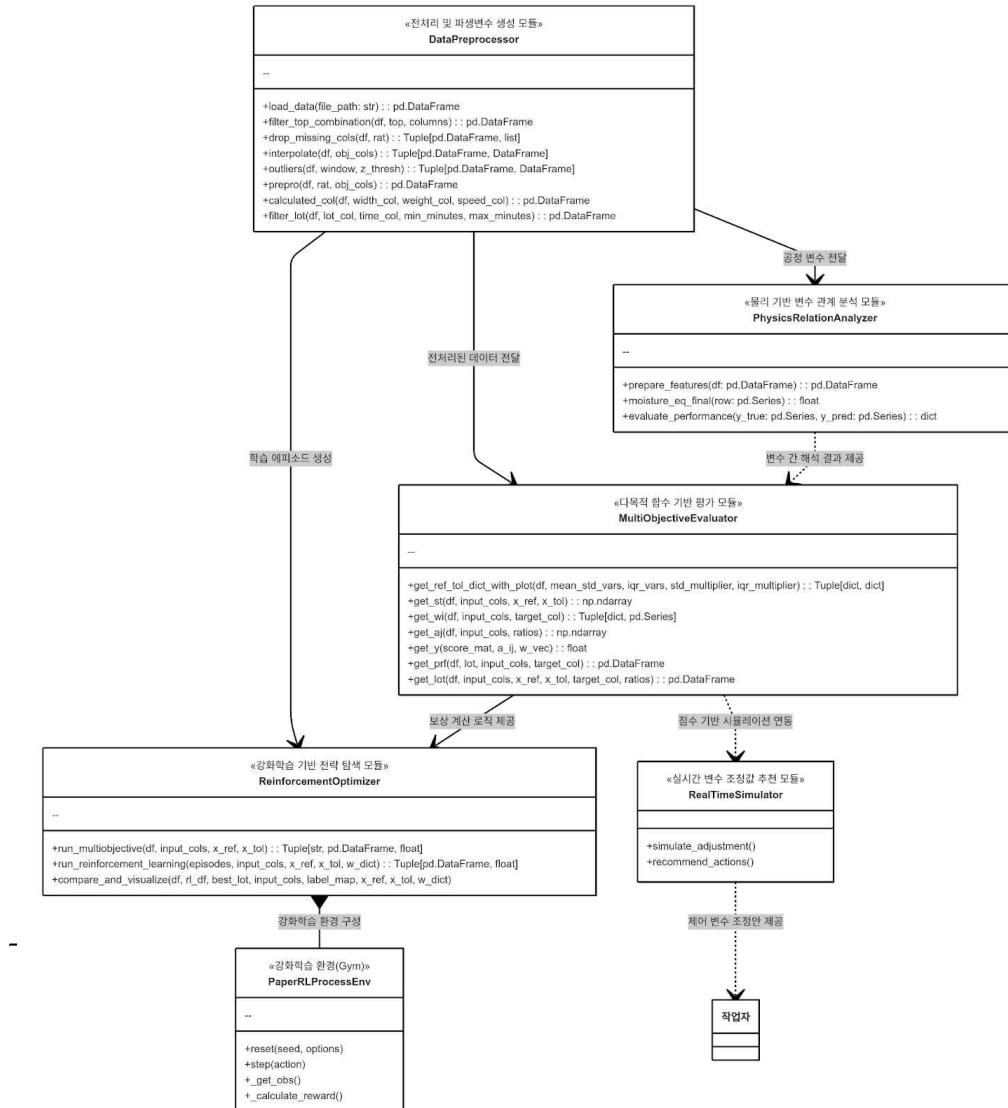 «전처리 및 파생변수 생성 모듈»
DataPreprocessor
--
+load_data(file_path: str) : : pd.DataFrame
+filter_top_combination(df, top, columns) : : pd.DataFrame
+drop_missing_cols(df, rat) : : Tuple[pd.DataFrame, list]
+interpolate(df, obj_cols) : : Tuple[pd.DataFrame, DataFrame]
+outliers(df, window, z_thresh) : : Tuple[pd.DataFrame, DataFrame]
+prepro(df, rat, obj_cols) : : pd.DataFrame
+calculated_col(df, width_col, weight_col, speed_col) : : pd.DataFrame
+filter_lot(df, lot_col, time_col, min_minutes, max_minutes) : : pd.DataFrame
공정 변수 전달
«물리 기반 변수 관계 분석 모듈»
PhysicsRelationAnalyzer
--
+prepare_features(df: pd.DataFrame) : : pd.DataFrame
+moisture_eq_final(row: pd.Series) : : float
+evaluate_performance(y_true: pd.Series, y_pred: pd.Series) : : dict
전처리된 데이터 전달
학습 에피소드 생성
변수 간 해석 결과 제공
«다목적 함수 기반 평가 모듈»
MultiObjectiveEvaluator
--
+get_ref_tol_dict_with_plot(df, mean_std_vars, iqr_vars, std_multiplier, iqr_multiplier) : : Tuple[dict, dict]
+get_st(df, input_cols, x_ref, x_tol) : : np.ndarray
+get_wi(df, input_cols, target_col) : : Tuple[dict, pd.Series]
+get_aj(df, input_cols, ratios) : : np.ndarray
+get_y(score_mat, a_ij, w_vec) : : float
+get_prf(df, lot, input_cols, target_col) : : pd.DataFrame
+get_lot(df, input_cols, x_ref, x_tol, target_col, ratios) : : pd.DataFrame
보상 계산 로직 제공
점수 기반 시뮬레이션 연동
«강화학습 기반 전략 탐색 모듈»
ReinforcementOptimizer
--
+run_multiobjective(df, input_cols, x_ref, x_tol) : : Tuple[str, pd.DataFrame, float]
+run_reinforcement_learning(episodes, input_cols, x_ref, x_tol, w_dict) : : Tuple[pd.DataFrame, float]
+compare_and_visualize(df, rl_df, best_lot, input_cols, label_map, x_ref, x_tol, w_dict)
«실시간 변수 조정값 추천 모듈»
RealTimeSimulator
+simulate_adjustment()
+recommend_actions()
강화학습 환경 구성
제어 변수 조정안 제공
-
«강화학습 환경(Gym)»
PaperRLProcessEnv
--
+reset(seed, options)
+step(action)
+_get_obs()
+_calculate_reward()
작업자